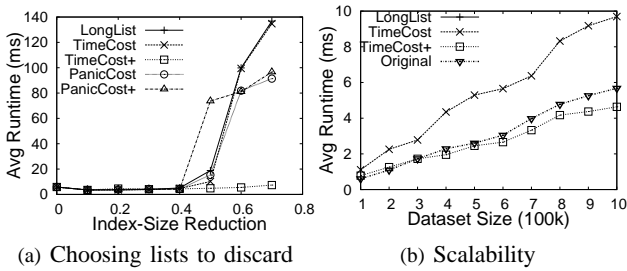 Avg Runtime (ms)
140
120
100
80
60
40
20
0
LongList
TimeCost
TimeCost+
PanicCost
PanicCost+
0
0.2
0.4
0.6
0.8
Index-Size Reduction
(a) Choosing lists to discard
Avg Runtime (ms)
10
8
6
4
2
0
LongList
TimeCost
TimeCost+
Original
1 2 3 4 5 6 7 8 9 10
Dataset Size (100k)
(b) Scalability